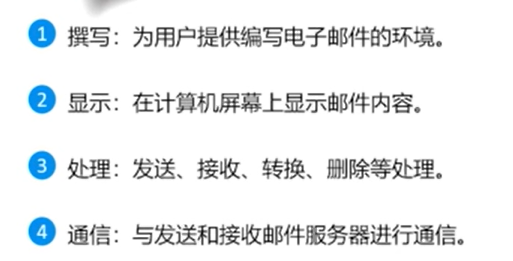 1 撰写：为用户提供编写电子邮件的环境。
2 显示：在计算机屏幕上显示邮件内容。
3 处理：发送、接收、转换、删除等处理。
4 通信：与发送和接收邮件服务器进行通信。